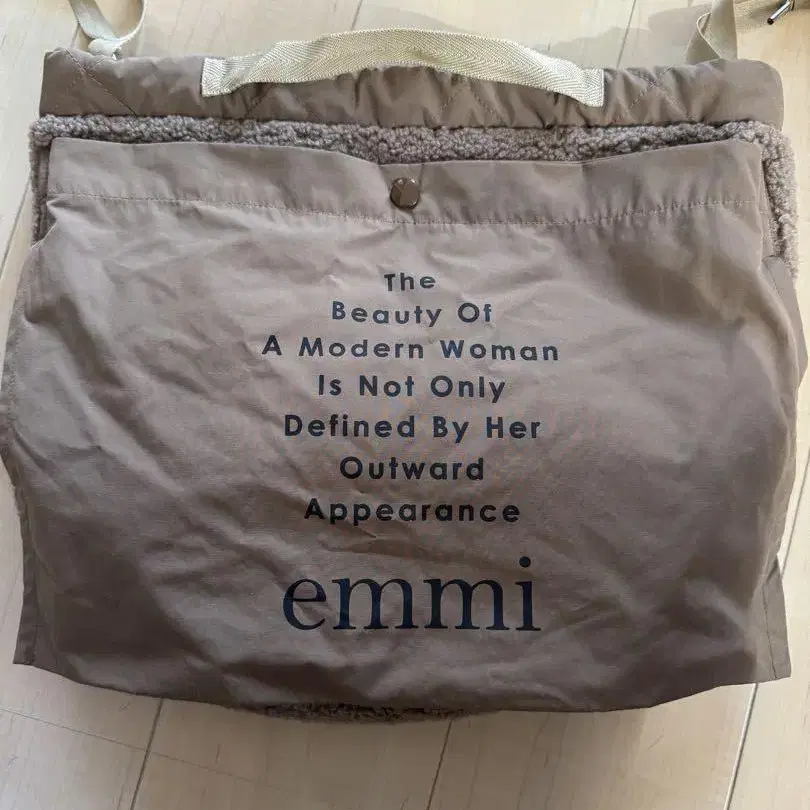 The
Beauty Of
A Modern Woman
Is Not Only
Defined By Her
Outward
Appearance
emmi